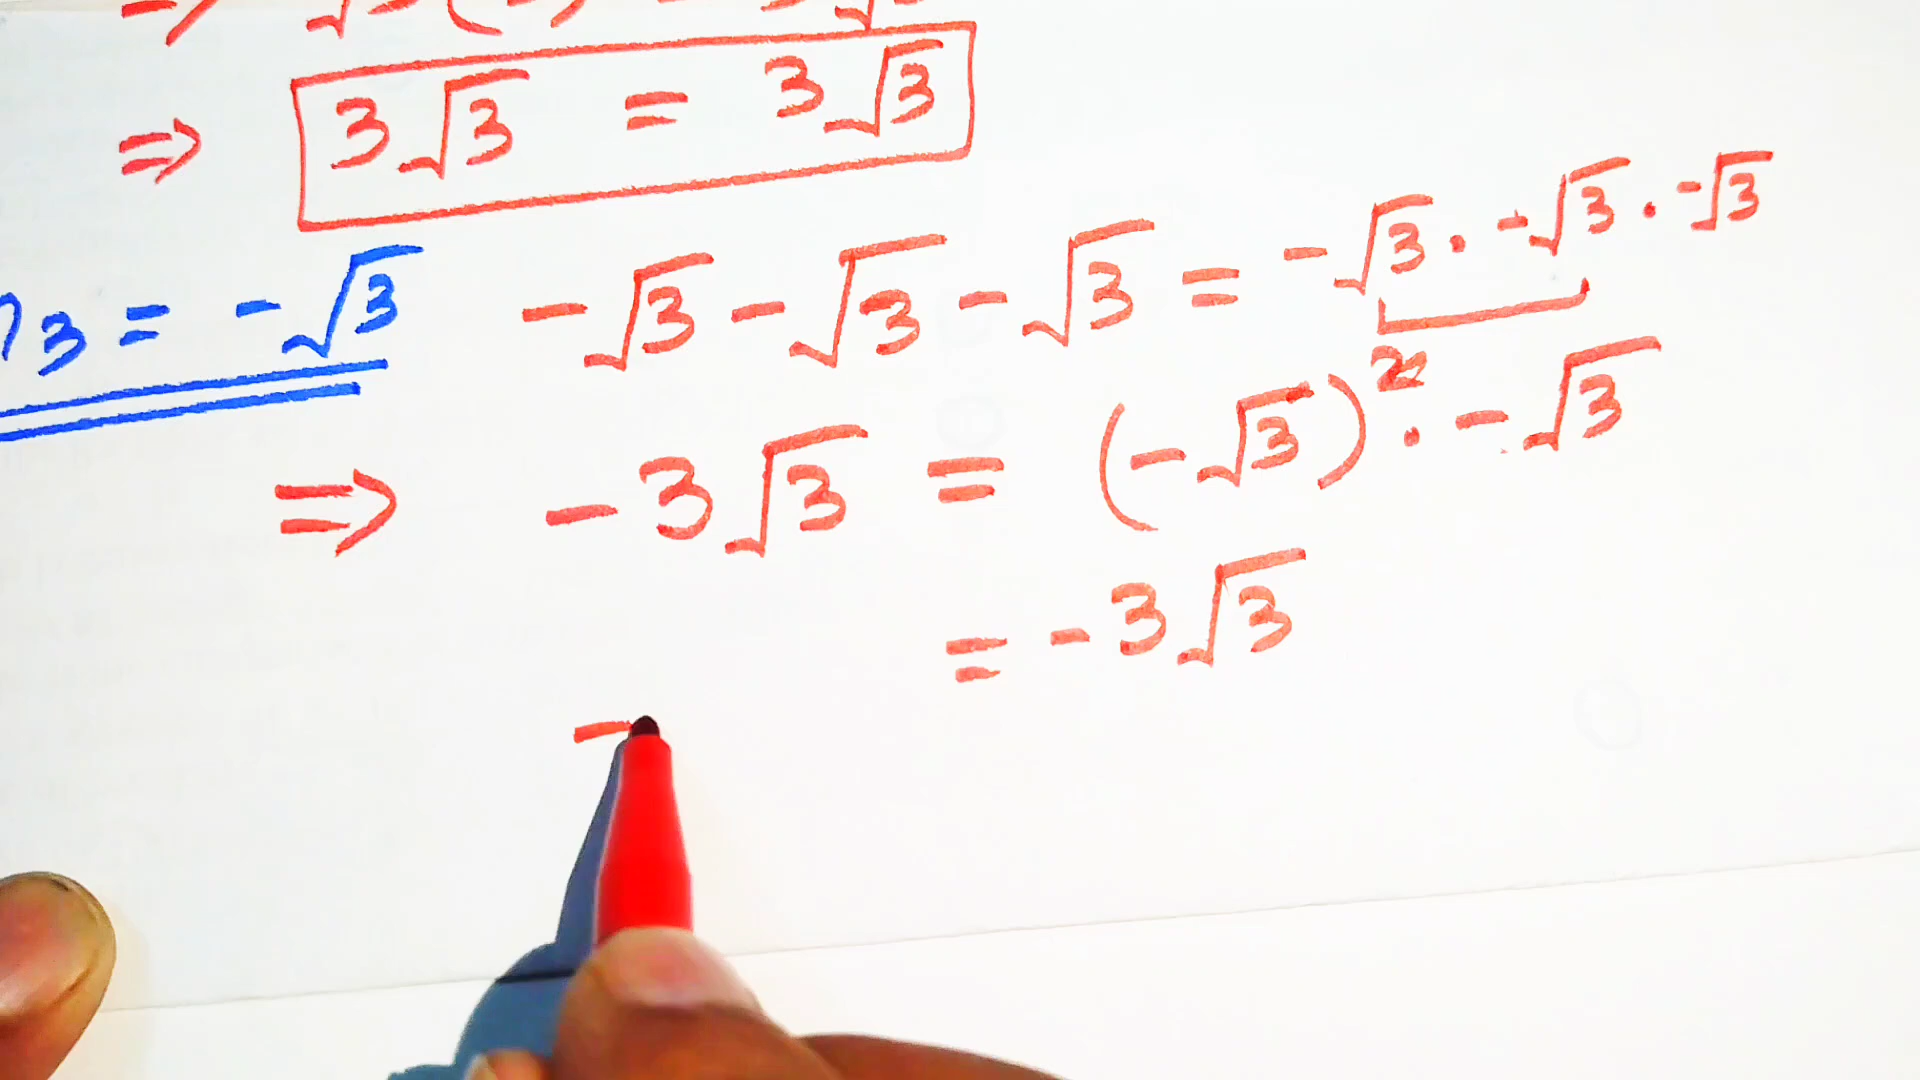 ⇒ 3√3 = 3√3
3 = -√3
-√3 -√3 -√3 = -√3 · -√3 · -√3
⇒ -3√3 = (-√3)² · -√3
= -3√3
-